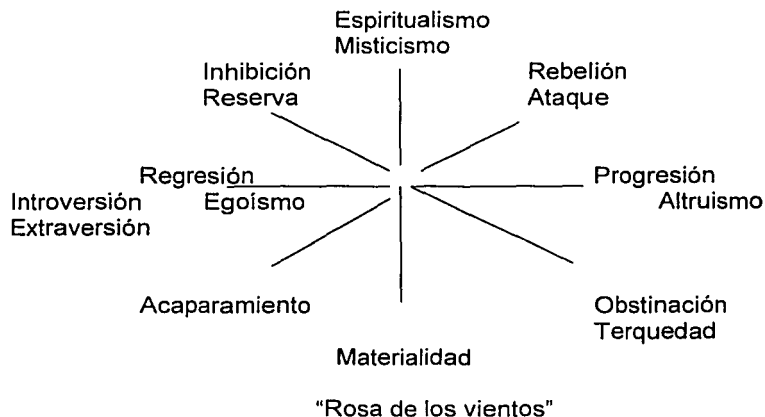 Espiritualismo
Misticismo
Inhibición
Reserva
Rebelión
Ataque
Regresión
Egoísmo
Progresión
Altruismo
Introversión
Extraversión
Acaparamiento
Obstinación
Terquedad
Materialidad
“Rosa de los vientos”